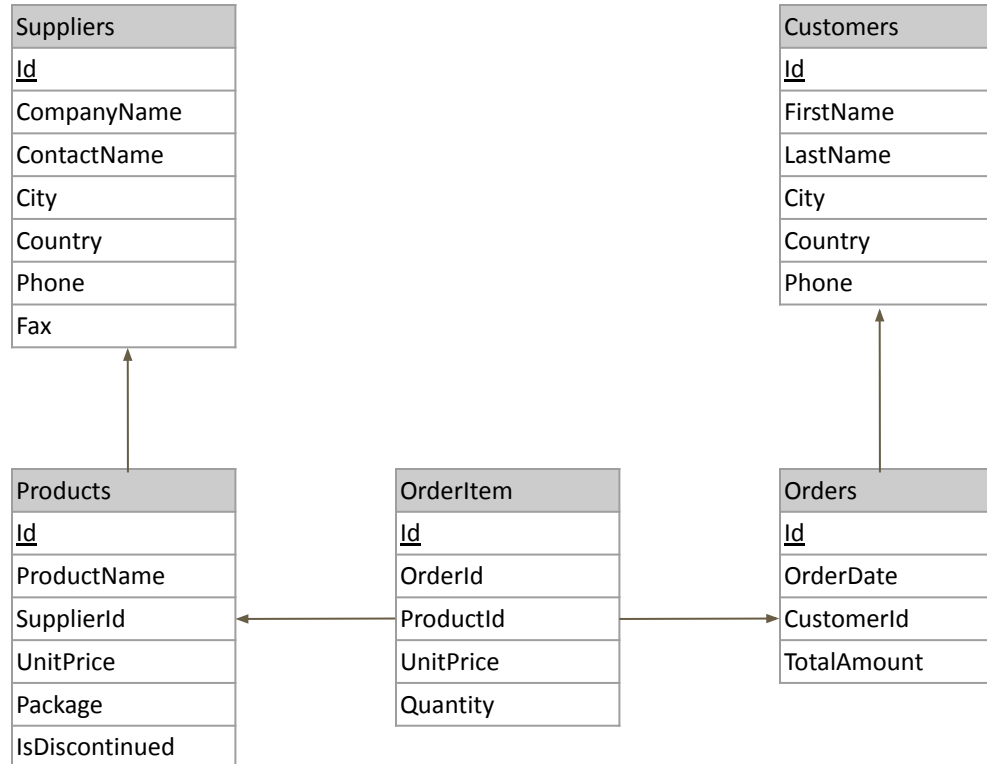 Suppliers
Id
CompanyName
ContactName
City
Country
Phone
Fax
Customers
Id
FirstName
LastName
City
Country
Phone
Products
Id
ProductName
SupplierId
UnitPrice
Package
IsDiscontinued
OrderItem
Id
OrderId
ProductId
UnitPrice
Quantity
Orders
Id
OrderDate
CustomerId
TotalAmount